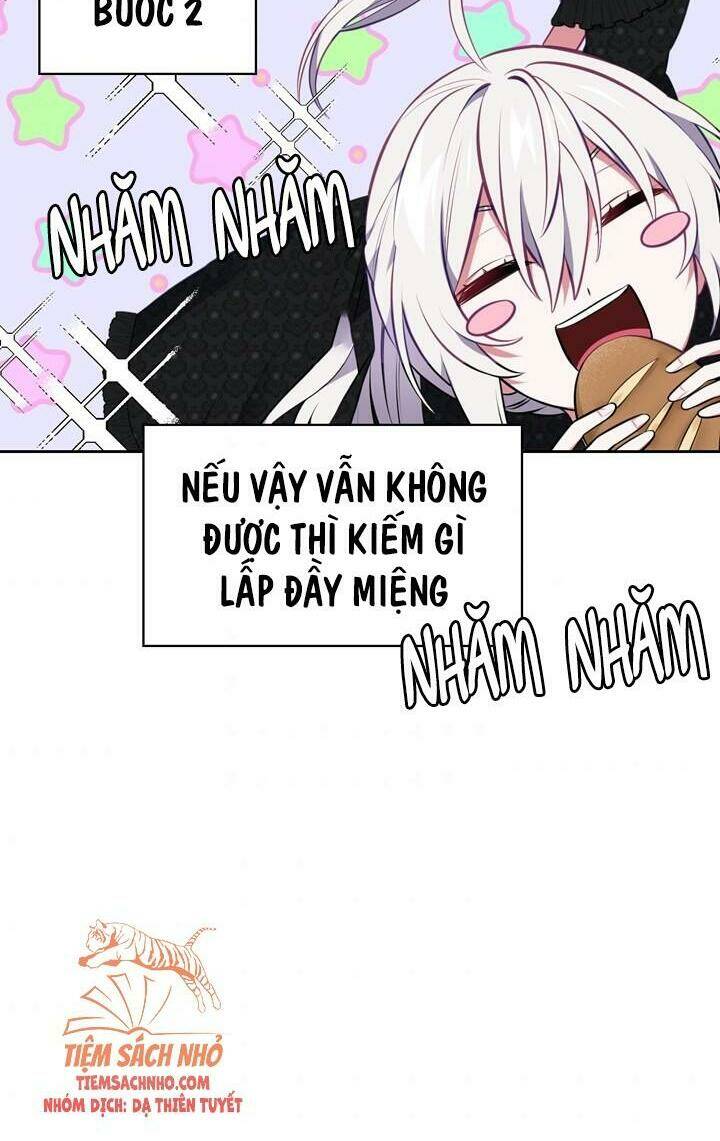 BƯỚC 2
NHĂM NHĂM
NẾU VẬY VẪN KHÔNG
ĐƯỢC THÌ KIẾM GÌ
LẤP ĐẦY MIỆNG
NHĂM NHĂM
TIỆM SÁCH NHỎ
TIEMSACHNHO.COM
NHÓM DỊCH: DẠ THIÊN TUYẾT